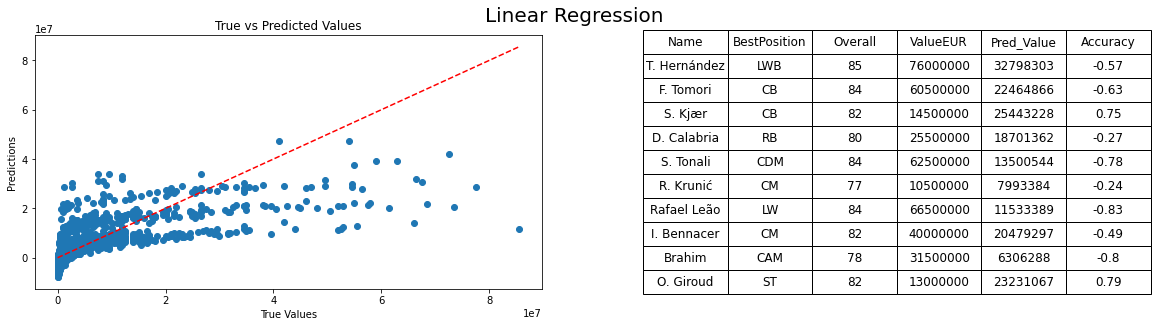 Linear Regression
True vs Predicted Values
1e7
8
6
4
2
0
Predictions
0 2 4 6 8
1e7
True Values
Name BestPosition Overall ValueEUR Pred_Value Accuracy
T. Hernández LWB 85 76000000 32798303 -0.57
F. Tomori CB 84 60500000 22464866 -0.63
S. Kjær CB 82 14500000 25443228 0.75
D. Calabria RB 80 25500000 18701362 -0.27
S. Tonali CDM 84 62500000 13500544 -0.78
R. Krunić CM 77 10500000 7993384 -0.24
Rafael Leão LW 84 66500000 11533389 -0.83
I. Bennacer CM 82 40000000 20479297 -0.49
Brahim CAM 78 31500000 6306288 -0.8
O. Giroud ST 82 13000000 23231067 0.79